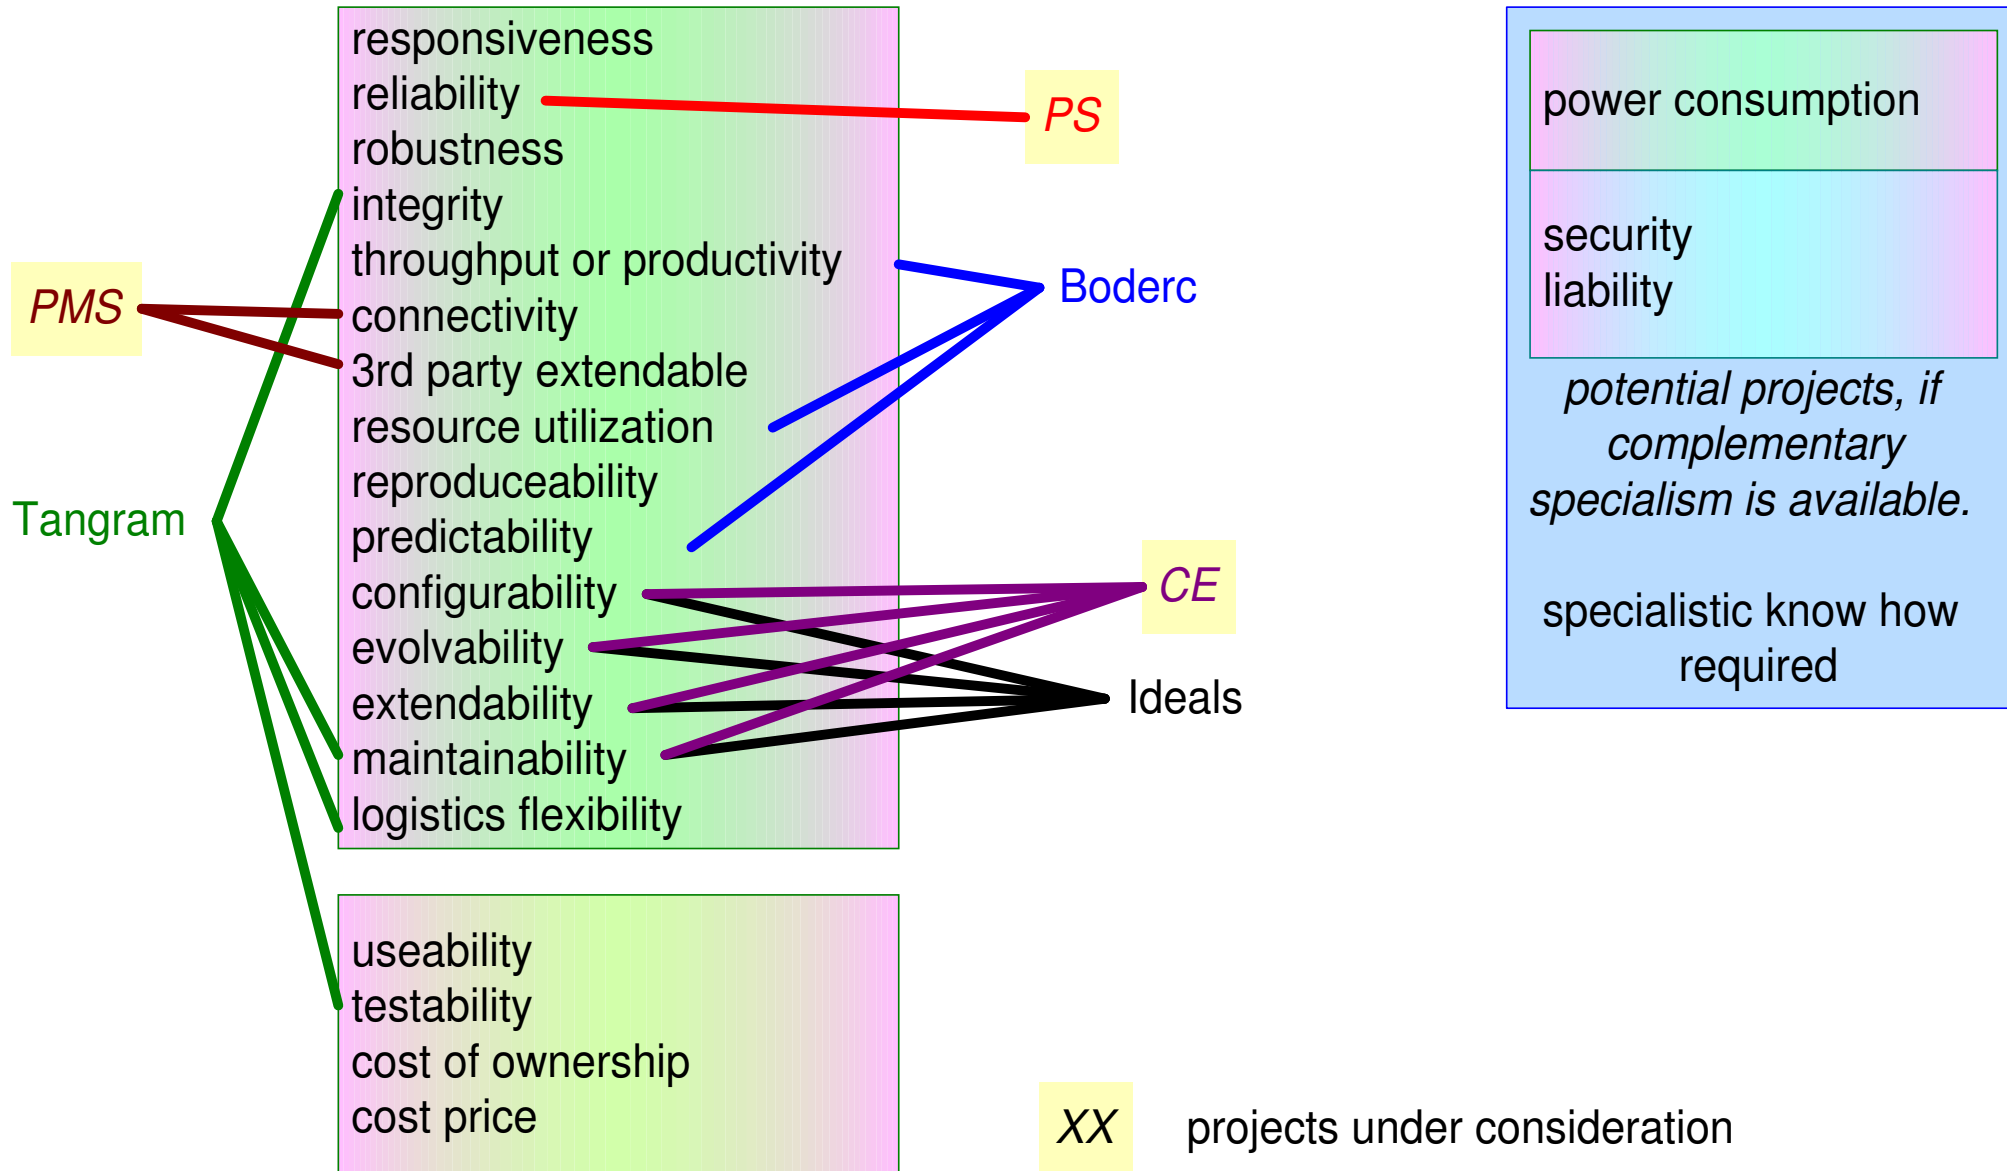 responsiveness
reliability
robustness
integrity
throughput or productivity
connectivity
3rd party extendable
resource utilization
reproduceability
predictability
configurability
evolvability
extendability
maintainability
logistics flexibility
useability
testability
cost of ownership
cost price
PMS
Tangram
PS
Boderc
CE
Ideals
XX projects under consideration
power consumption
security
liability
potential projects, if
complementary
specialism is available.
specialistic know how
required